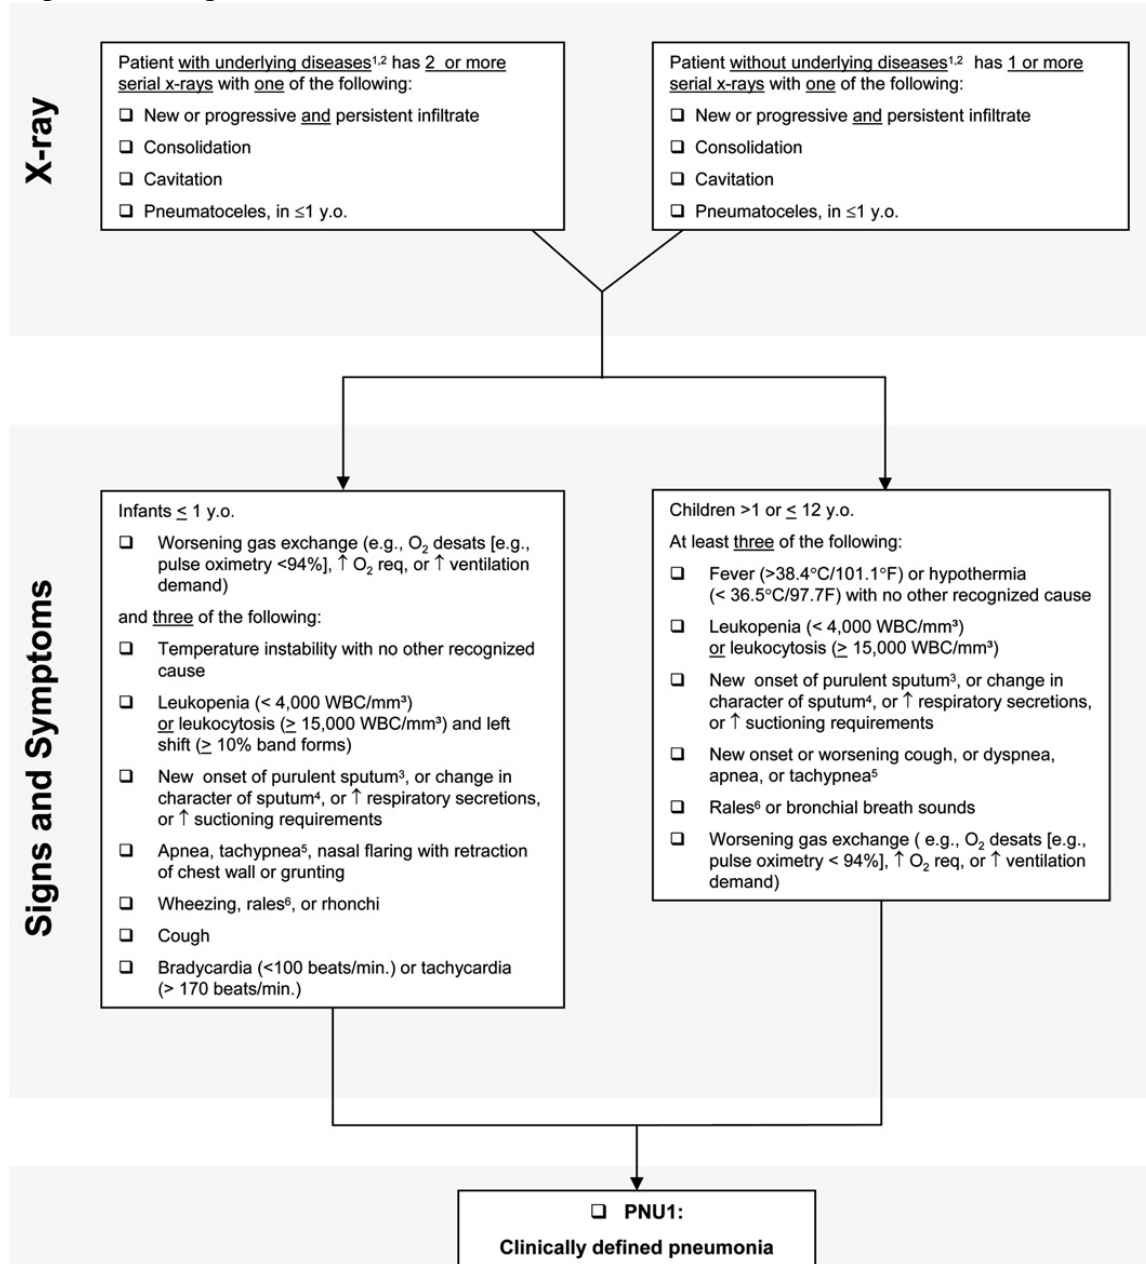 X-ray
Patient with underlying diseases¹,² has 2 or more
serial x-rays with one of the following:
❑ New or progressive and persistent infiltrate
❑ Consolidation
❑ Cavitation
❑ Pneumatoceles, in ≤1 y.o.
Patient without underlying diseases¹,² has 1 or more
serial x-rays with one of the following:
❑ New or progressive and persistent infiltrate
❑ Consolidation
❑ Cavitation
❑ Pneumatoceles, in ≤1 y.o.
Signs and Symptoms
Infants ≤ 1 y.o.
❑ Worsening gas exchange (e.g., O₂ desats [e.g.,
pulse oximetry <94%], ↑ O₂ req, or ↑ ventilation
demand)
and three of the following:
❑ Temperature instability with no other recognized
cause
❑ Leukopenia (< 4,000 WBC/mm³)
or leukocytosis (≥ 15,000 WBC/mm³) and left
shift (≥ 10% band forms)
❑ New onset of purulent sputum³, or change in
character of sputum⁴, or ↑ respiratory secretions,
or ↑ suctioning requirements
❑ Apnea, tachypnea⁵, nasal flaring with retraction
of chest wall or grunting
❑ Wheezing, rales⁶, or rhonchi
❑ Cough
❑ Bradycardia (<100 beats/min.) or tachycardia
(> 170 beats/min.)
Children >1 or ≤ 12 y.o.
At least three of the following:
❑ Fever (>38.4°C/101.1°F) or hypothermia
(< 36.5°C/97.7F) with no other recognized cause
❑ Leukopenia (< 4,000 WBC/mm³)
or leukocytosis (≥ 15,000 WBC/mm³)
❑ New onset of purulent sputum³, or change in
character of sputum⁴, or ↑ respiratory secretions,
or ↑ suctioning requirements
❑ New onset or worsening cough, or dyspnea,
apnea, or tachypnea⁵
❑ Rales⁶ or bronchial breath sounds
❑ Worsening gas exchange ( e.g., O₂ desats [e.g.,
pulse oximetry < 94%], ↑ O₂ req, or ↑ ventilation
demand)
❑ PNU1:
Clinically defined pneumonia